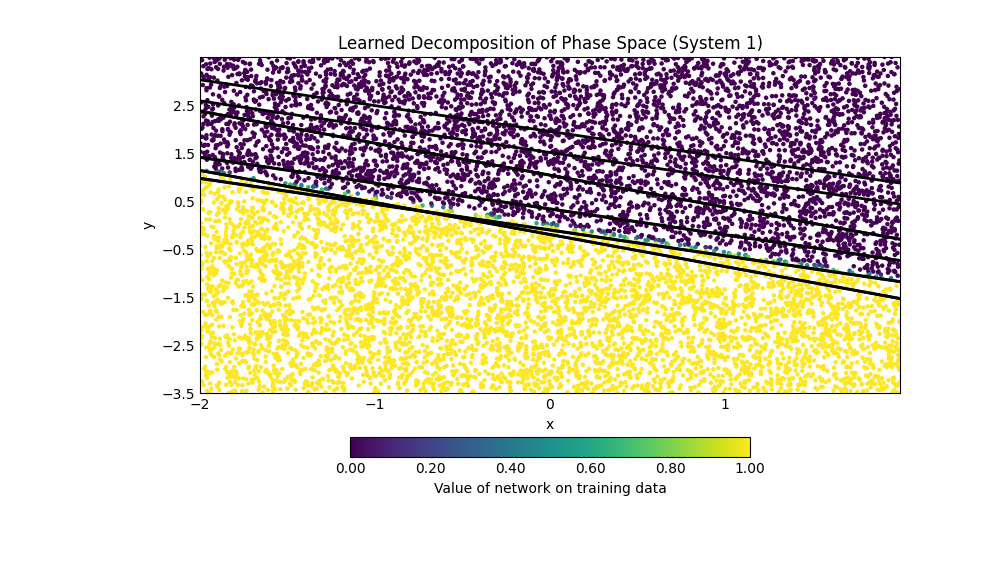 Learned Decomposition of Phase Space (System 1)
2.5
1.5
0.5
−0.5
−1.5
−2.5
−3.5
y
−2 −1 0 1
x
0.00 0.20 0.40 0.60 0.80 1.00
Value of network on training data